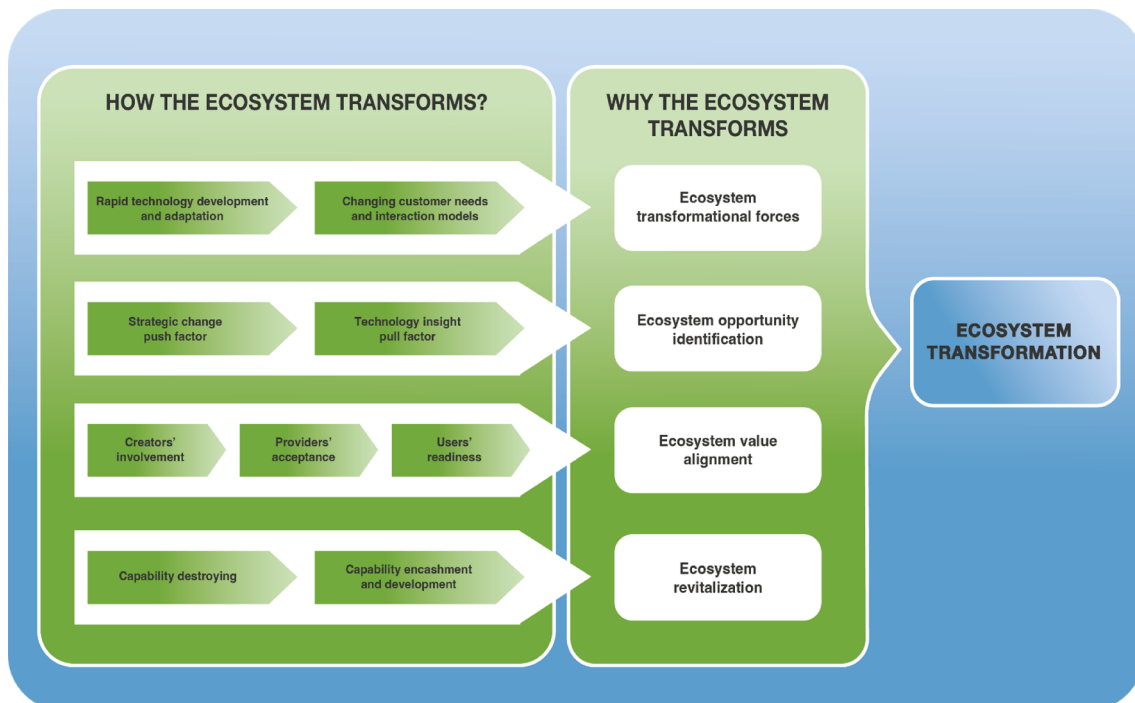 HOW THE ECOSYSTEM TRANSFORMS?
WHY THE ECOSYSTEM
TRANSFORMS
Rapid technology development
and adaptation
Changing customer needs
and interaction models
Ecosystem
transformational forces
Strategic change
push factor
Technology insight
pull factor
Ecosystem opportunity
identification
Creators'
involvement
Providers'
acceptance
Users'
readiness
Ecosystem value
alignment
Capability destroying
Capability encashment
and development
Ecosystem
revitalization
ECOSYSTEM
TRANSFORMATION